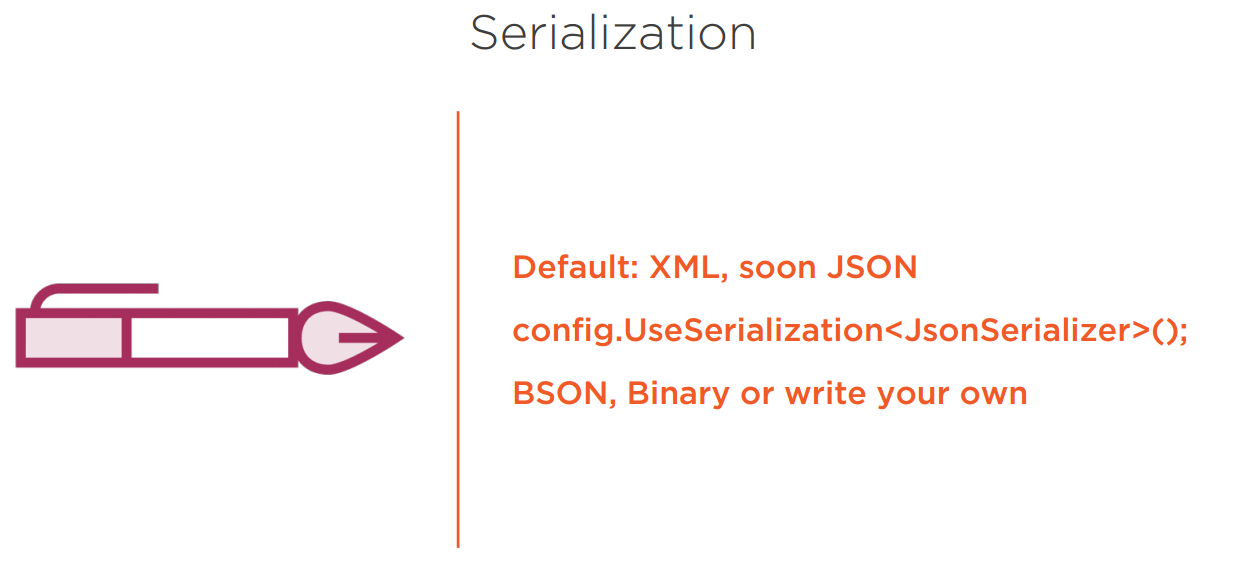 Serialization
Default: XML, soon JSON
config.UseSerialization<JsonSerializer>();
BSON, Binary or write your own